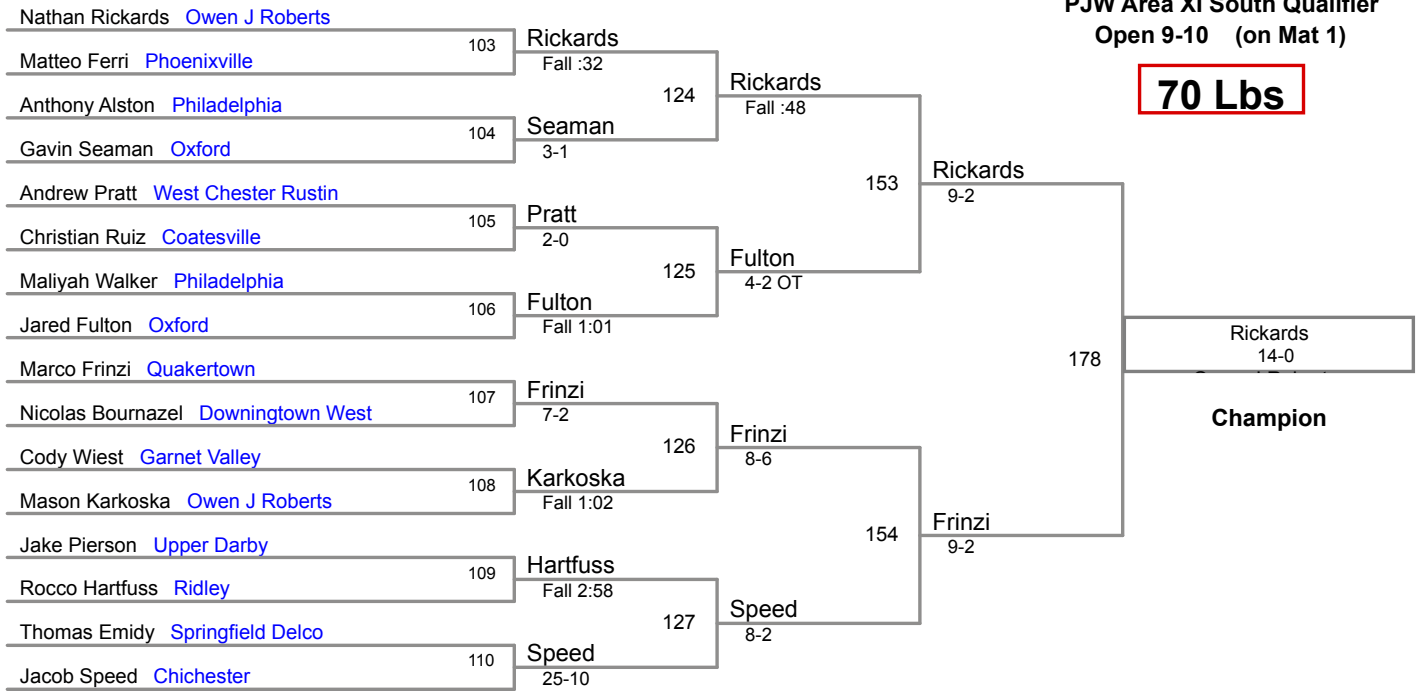 PJW Area XI South Qualifier
Open 9-10 (on Mat 1)
70 Lbs
Nathan Rickards Owen J Roberts
103
Rickards
Fall :32
Matteo Ferri Phoenixville
124
Rickards
Fall :48
Anthony Alston Philadelphia
104
Seaman
3-1
Gavin Seaman Oxford
153
Rickards
9-2
Andrew Pratt West Chester Rustin
105
Pratt
2-0
Christian Ruiz Coatesville
125
Fulton
4-2 OT
Maliyah Walker Philadelphia
106
Fulton
Fall 1:01
Jared Fulton Oxford
178
Rickards
14-0
Champion
Marco Frinzi Quakertown
107
Frinzi
7-2
Nicolas Bournazel Downingtown West
126
Frinzi
8-6
Cody Wiest Garnet Valley
108
Karkoska
Fall 1:02
Mason Karkoska Owen J Roberts
154
Frinzi
9-2
Jake Pierson Upper Darby
109
Hartfuss
Fall 2:58
Rocco Hartfuss Ridley
127
Speed
8-2
Thomas Emidy Springfield Delco
110
Speed
25-10
Jacob Speed Chichester